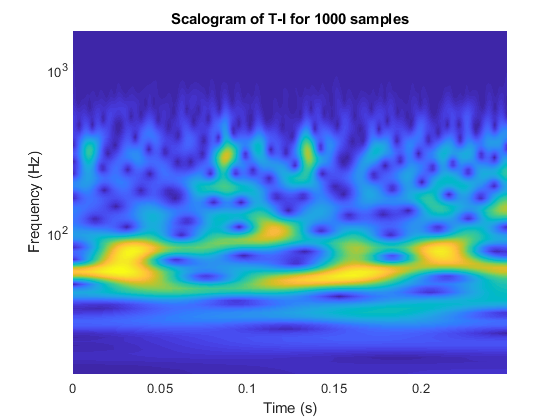 Scalogram of T-I for 1000 samples
10^3
10^2
Frequency (Hz)
0 0.05 0.1 0.15 0.2
Time (s)